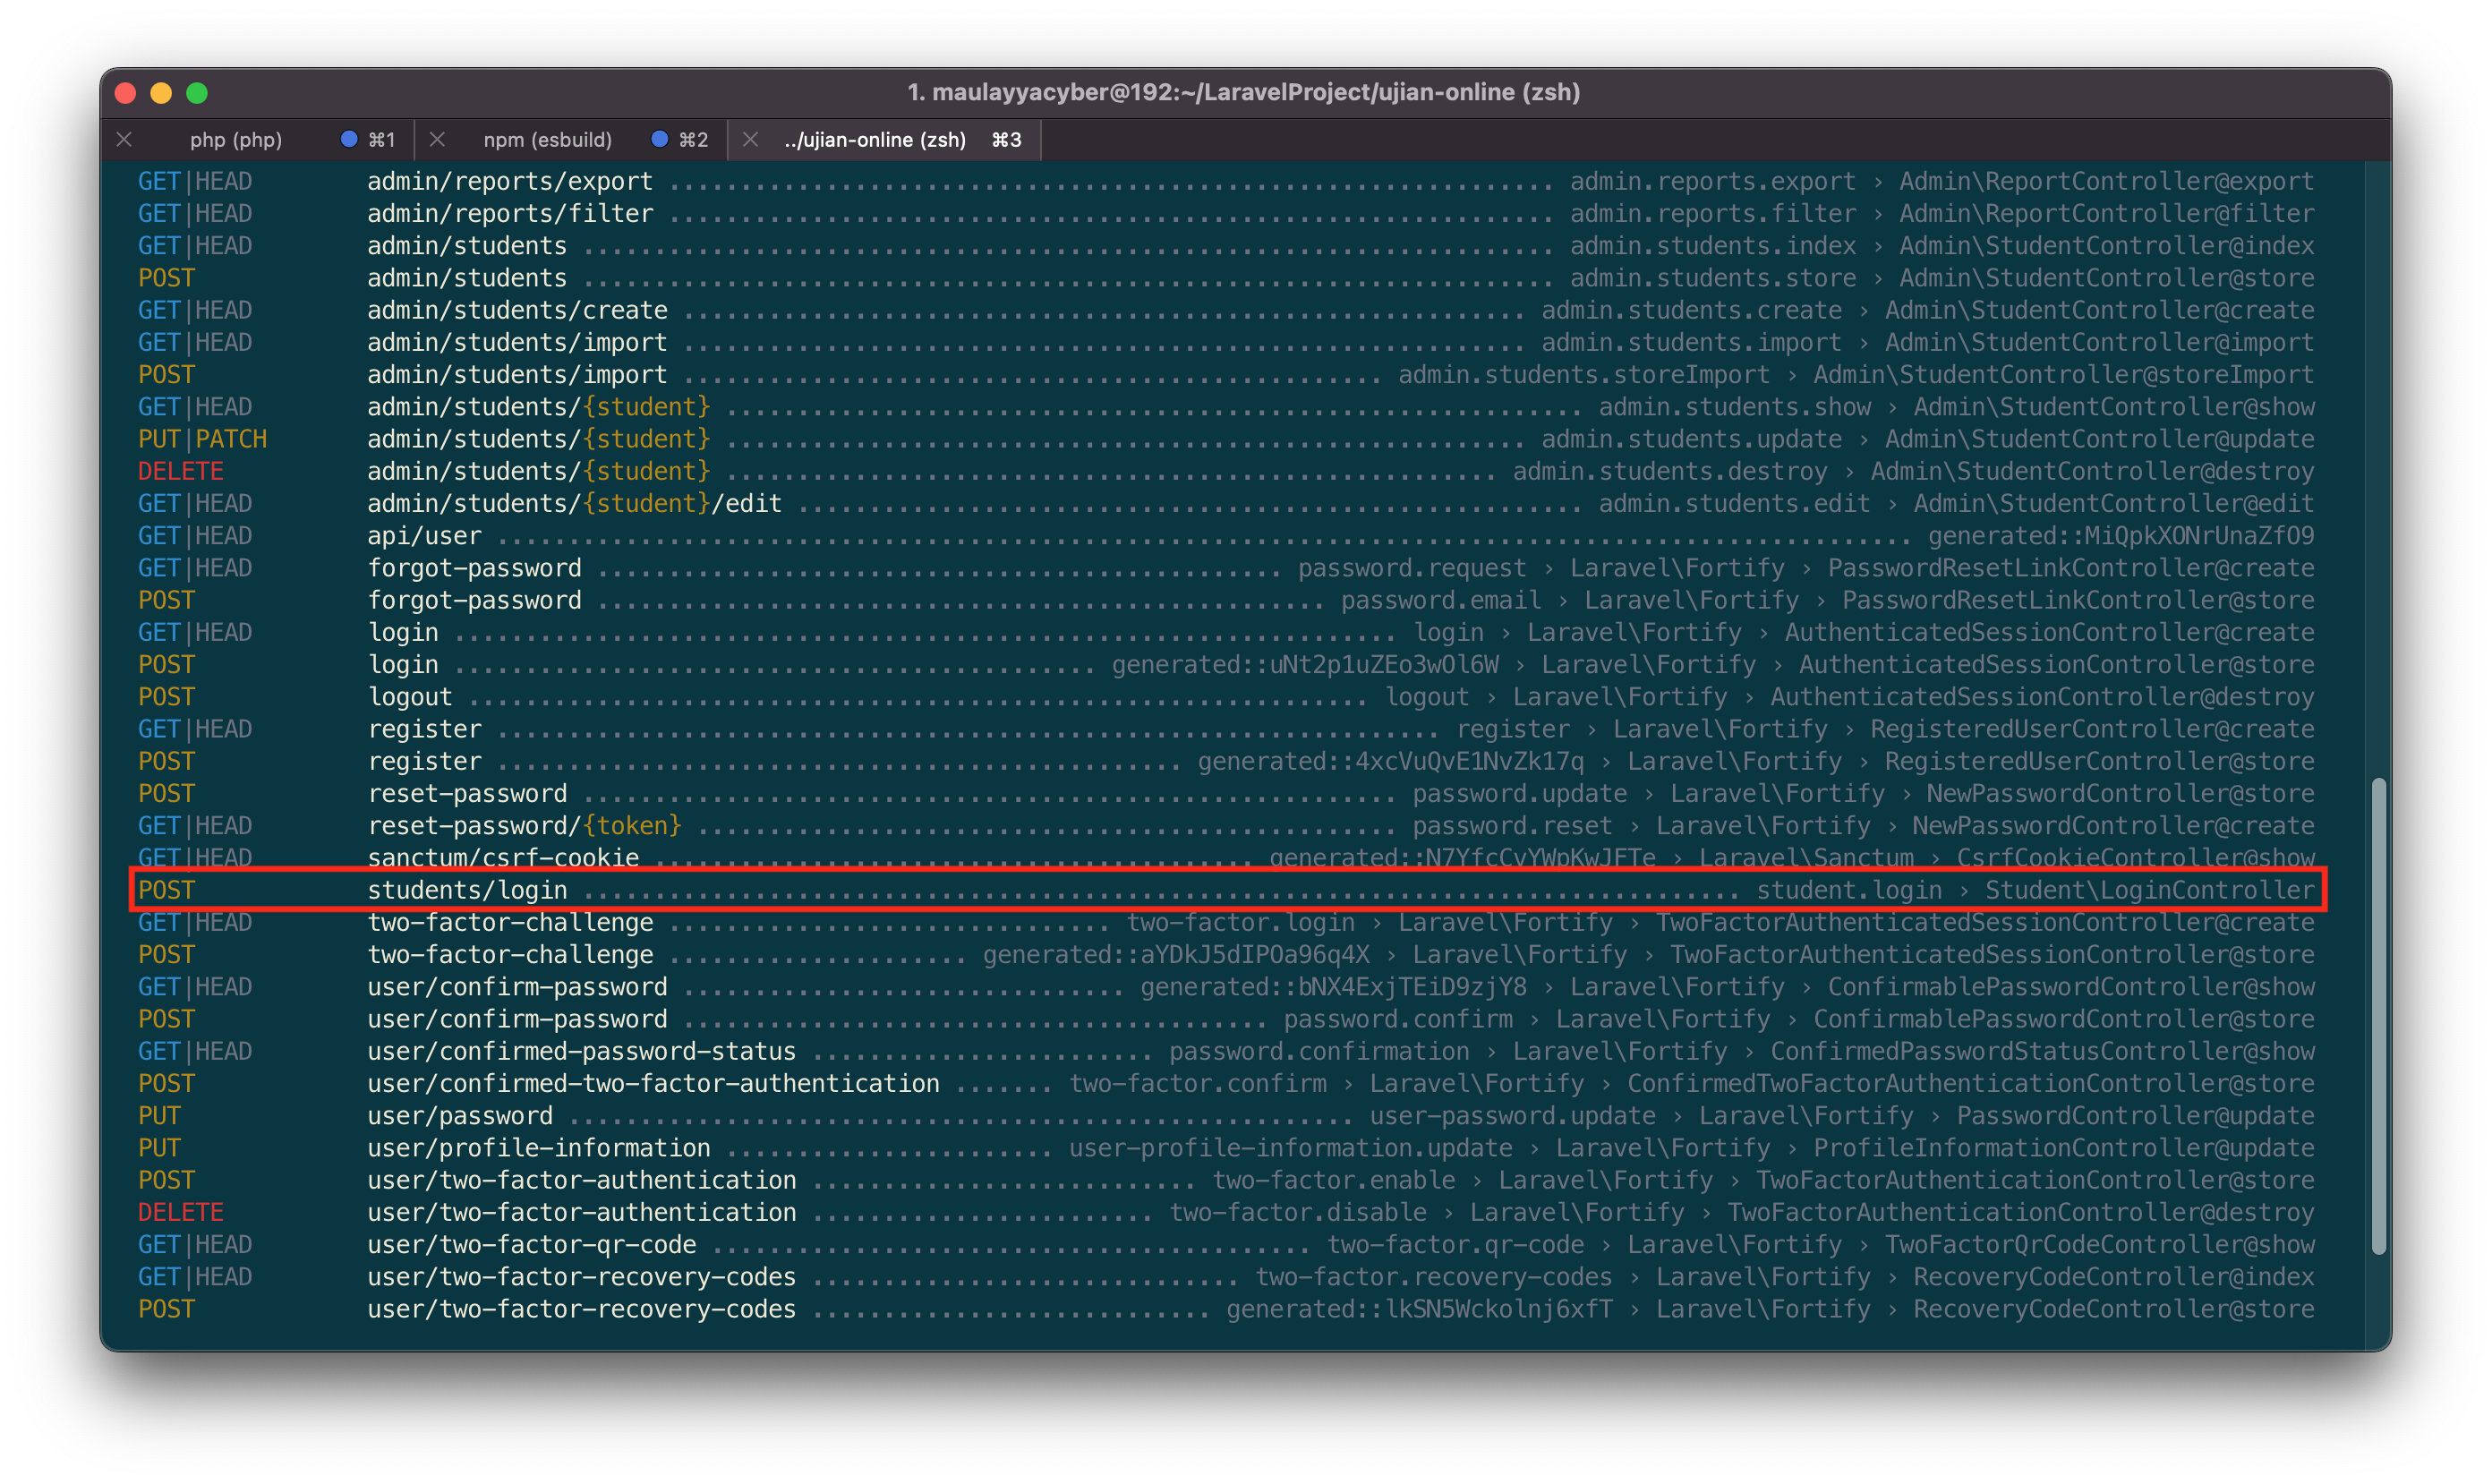 1. maulayyacyber@192:~/LaravelProject/ujian-online (zsh)
php (php) ⌘1 npm (esbuild) ⌘2 ../ujian-online (zsh) ⌘3
GET|HEAD admin/reports/export ........ admin.reports.export › Admin\ReportController@export
GET|HEAD admin/reports/filter ........ admin.reports.filter › Admin\ReportController@filter
GET|HEAD admin/students ........ admin.students.index › Admin\StudentController@index
POST admin/students ........ admin.students.store › Admin\StudentController@store
GET|HEAD admin/students/create ........ admin.students.create › Admin\StudentController@create
GET|HEAD admin/students/import ........ admin.students.import › Admin\StudentController@import
POST admin/students/import ........ admin.students.storeImport › Admin\StudentController@storeImport
GET|HEAD admin/students/{student} ........ admin.students.show › Admin\StudentController@show
PUT|PATCH admin/students/{student} ........ admin.students.update › Admin\StudentController@update
DELETE admin/students/{student} ........ admin.students.destroy › Admin\StudentController@destroy
GET|HEAD admin/students/{student}/edit ........ admin.students.edit › Admin\StudentController@edit
GET|HEAD api/user ........ generated::MiQpkXONrUnaZfO9
GET|HEAD forgot-password ........ password.request › Laravel\Fortify › PasswordResetLinkController@create
POST forgot-password ........ password.email › Laravel\Fortify › PasswordResetLinkController@store
GET|HEAD login ........ login › Laravel\Fortify › AuthenticatedSessionController@create
POST login ........ generated::uNt2p1uZEo3wOl6W › Laravel\Fortify › AuthenticatedSessionController@store
POST logout ........ logout › Laravel\Fortify › AuthenticatedSessionController@destroy
GET|HEAD register ........ register › Laravel\Fortify › RegisteredUserController@create
POST register ........ generated::4xcVuQvE1NvZk17q › Laravel\Fortify › RegisteredUserController@store
POST reset-password ........ password.update › Laravel\Fortify › NewPasswordController@store
GET|HEAD reset-password/{token} ........ password.reset › Laravel\Fortify › NewPasswordController@create
GET|HEAD sanctum/csrf-cookie ........ generated::N7YfcCvYWpKwJFTe › Laravel\Sanctum › CsrfCookieController@show
POST students/login ........ student.login › Student\LoginController
GET|HEAD two-factor-challenge ........ two-factor.login › Laravel\Fortify › TwoFactorAuthenticatedSessionController@create
POST two-factor-challenge ........ generated::aYDkJ5dIPOa96q4X › Laravel\Fortify › TwoFactorAuthenticatedSessionController@store
GET|HEAD user/confirm-password ........ generated::bNX4ExjTEiD9zjY8 › Laravel\Fortify › ConfirmablePasswordController@show
POST user/confirm-password ........ password.confirm › Laravel\Fortify › ConfirmablePasswordController@store
GET|HEAD user/confirmed-password-status ........ password.confirmation › Laravel\Fortify › ConfirmedPasswordStatusController@show
POST user/confirmed-two-factor-authentication ....... two-factor.confirm › Laravel\Fortify › ConfirmedTwoFactorAuthenticationController@store
PUT user/password ........ user-password.update › Laravel\Fortify › PasswordController@update
PUT user/profile-information ........ user-profile-information.update › Laravel\Fortify › ProfileInformationController@update
POST user/two-factor-authentication ........ two-factor.enable › Laravel\Fortify › TwoFactorAuthenticationController@store
DELETE user/two-factor-authentication ........ two-factor.disable › Laravel\Fortify › TwoFactorAuthenticationController@destroy
GET|HEAD user/two-factor-qr-code ........ two-factor.qr-code › Laravel\Fortify › TwoFactorQrCodeController@show
GET|HEAD user/two-factor-recovery-codes ........ two-factor.recovery-codes › Laravel\Fortify › RecoveryCodeController@index
POST user/two-factor-recovery-codes ........ generated::lkSN5Wckolnj6xfT › Laravel\Fortify › RecoveryCodeController@store